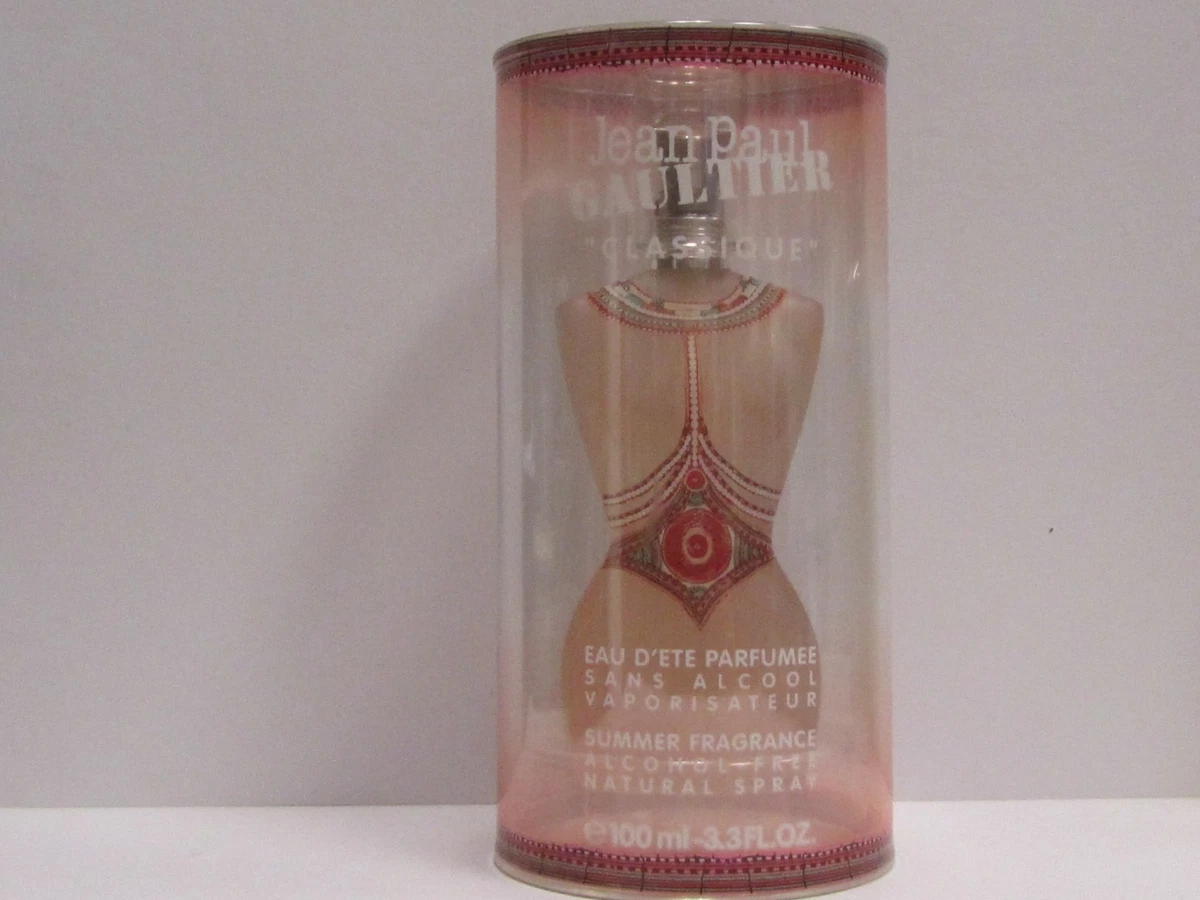 Jean Paul
GAULTIER
"CLASSIQUE"
EAU D'ETE PARFUMEE
SANS ALCOOL
VAPORISATEUR
SUMMER FRAGRANCE
ALCOHOL FREE
NATURAL SPRAY
℮100 ml-3.3FL.OZ.